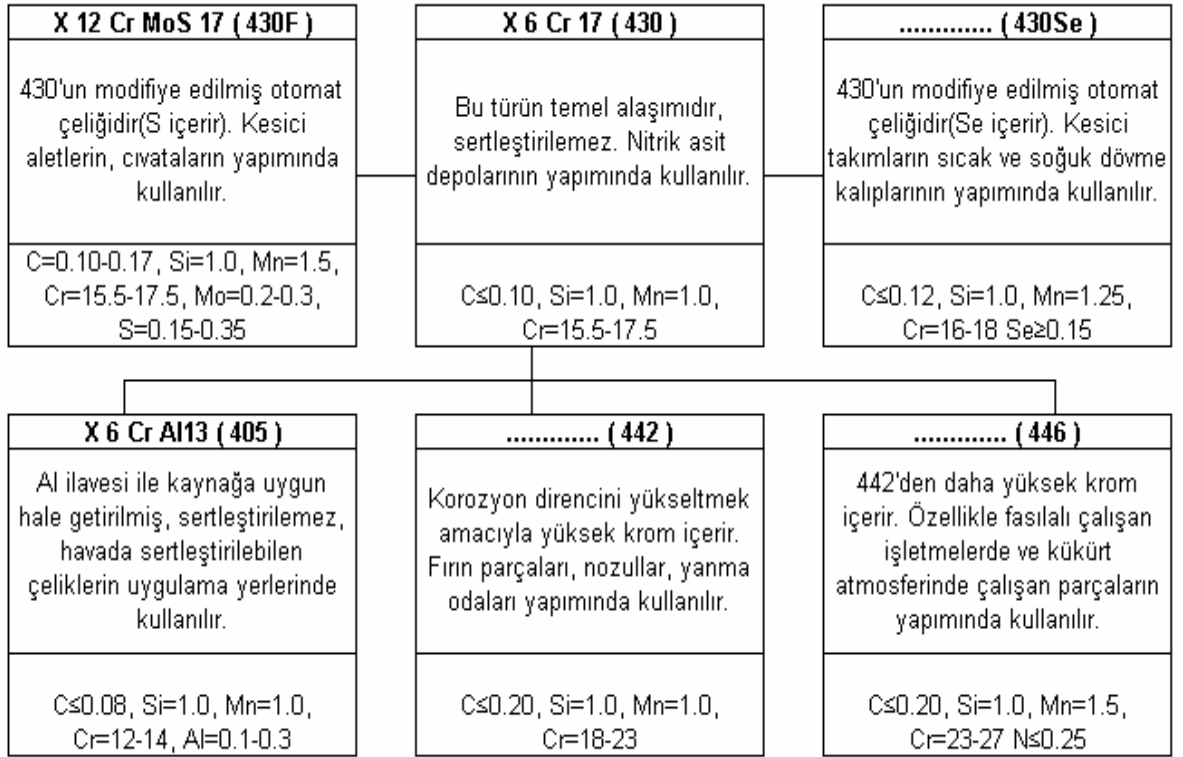 X 12 Cr MoS 17 ( 430F )
430'un modifiye edilmiş otomat
çeliğidir(S içerir). Kesici
aletlerin, cıvataların yapımında
kullanılır.
C=0.10-0.17, Si=1.0, Mn=1.5,
Cr=15.5-17.5, Mo=0.2-0.3,
S=0.15-0.35
X 6 Cr 17 ( 430 )
Bu türün temel alaşımıdır,
sertleştirilemez. Nitrik asit
depolarının yapımında kullanılır.
C≤0.10, Si=1.0, Mn=1.0,
Cr=15.5-17.5
............. ( 430Se )
430'un modifiye edilmiş otomat
çeliğidir(Se içerir). Kesici
takımların sıcak ve soğuk dövme
kalıplarının yapımında kullanılır.
C≤0.12, Si=1.0, Mn=1.25,
Cr=16-18 Se≥0.15
X 6 Cr Al13 ( 405 )
Al ilavesi ile kaynağa uygun
hale getirilmiş, sertleştirilemez,
havada sertleştirilebilen
çeliklerin uygulama yerlerinde
kullanılır.
C≤0.08, Si=1.0, Mn=1.0,
Cr=12-14, Al=0.1-0.3
............. ( 442 )
Korozyon direncini yükseltmek
amacıyla yüksek krom içerir.
Fırın parçaları, nozullar, yanma
odaları yapımında kullanılır.
C≤0.20, Si=1.0, Mn=1.0,
Cr=18-23
............. ( 446 )
442'den daha yüksek krom
içerir. Özellikle fasılalı çalışan
işletmelerde ve kükürt
atmosferinde çalışan parçaların
yapımında kullanılır.
C≤0.20, Si=1.0, Mn=1.5,
Cr=23-27 N≤0.25